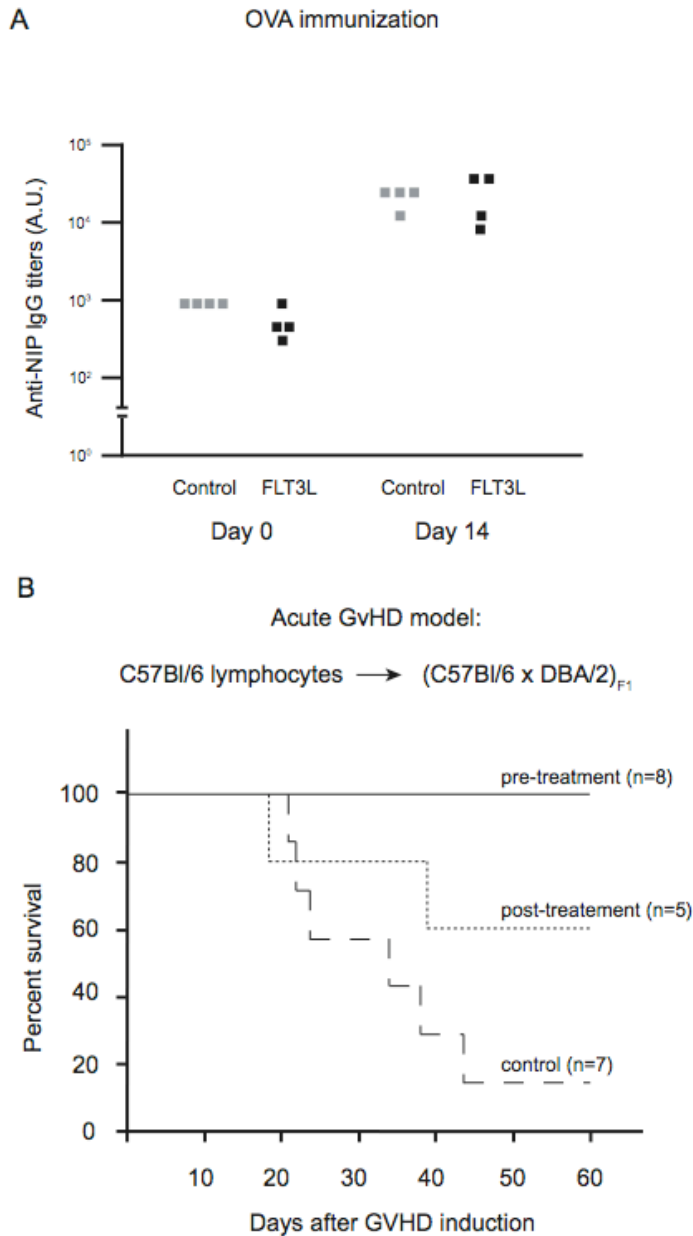 A
OVA immunization
Anti-NIP IgG titers (A.U.)
10⁵
10⁴
10³
10²
10⁰
Control FLT3L Control FLT3L
Day 0 Day 14
B
Acute GvHD model:
C57Bl/6 lymphocytes → (C57Bl/6 x DBA/2)F1
Percent survival
100
80
60
40
20
0
pre-treatment (n=8)
post-treatement (n=5)
control (n=7)
10 20 30 40 50 60
Days after GVHD induction